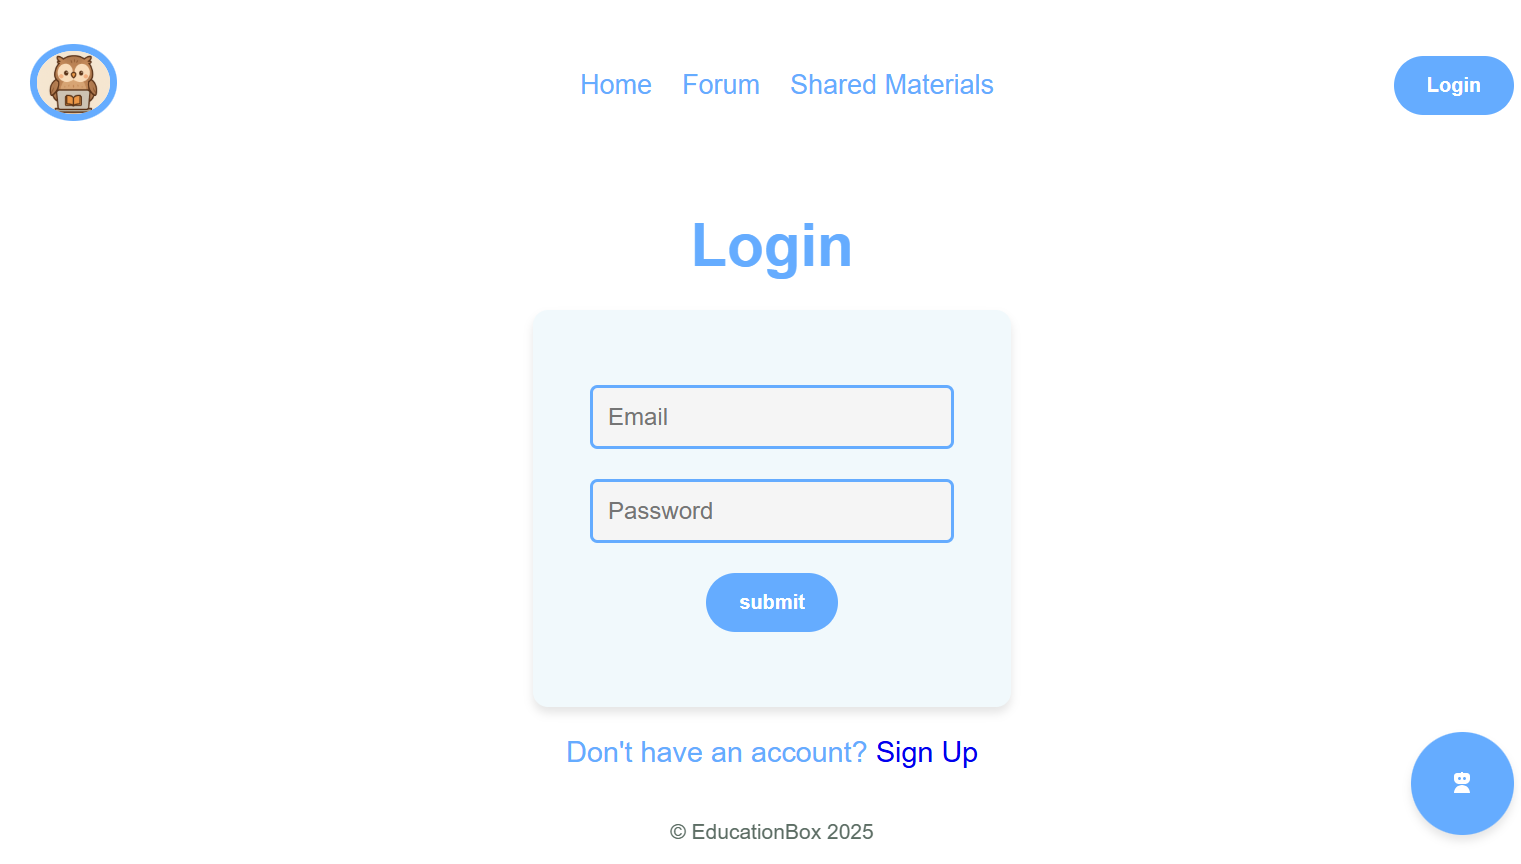 Home Forum Shared Materials Login
Login
Email
Password
submit
Don't have an account? Sign Up
© EducationBox 2025